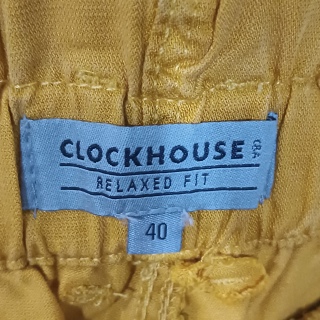 CLOCKHOUSE
C&A
RELAXED FIT
40